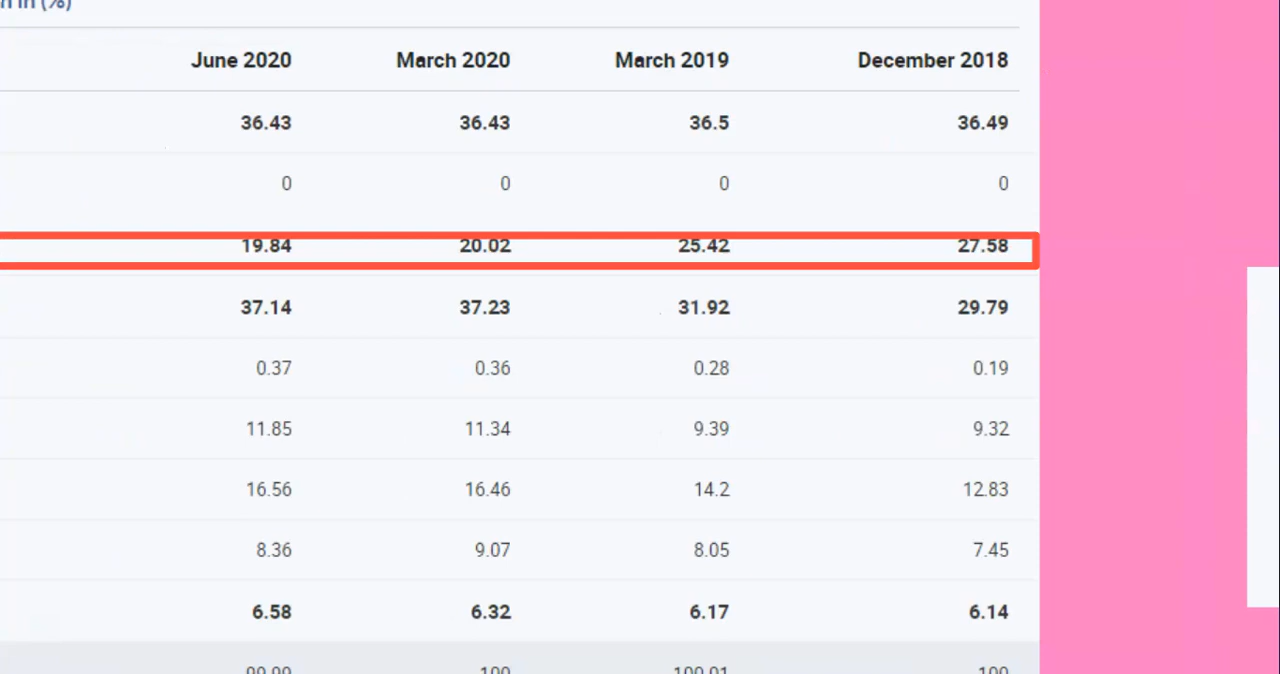 in (%)
June 2020 March 2020 March 2019 December 2018
36.43 36.43 36.5 36.49
0 0 0 0
19.84 20.02 25.42 27.58
37.14 37.23 31.92 29.79
0.37 0.36 0.28 0.19
11.85 11.34 9.39 9.32
16.56 16.46 14.2 12.83
8.36 9.07 8.05 7.45
6.58 6.32 6.17 6.14
99.99 100 100.01 100